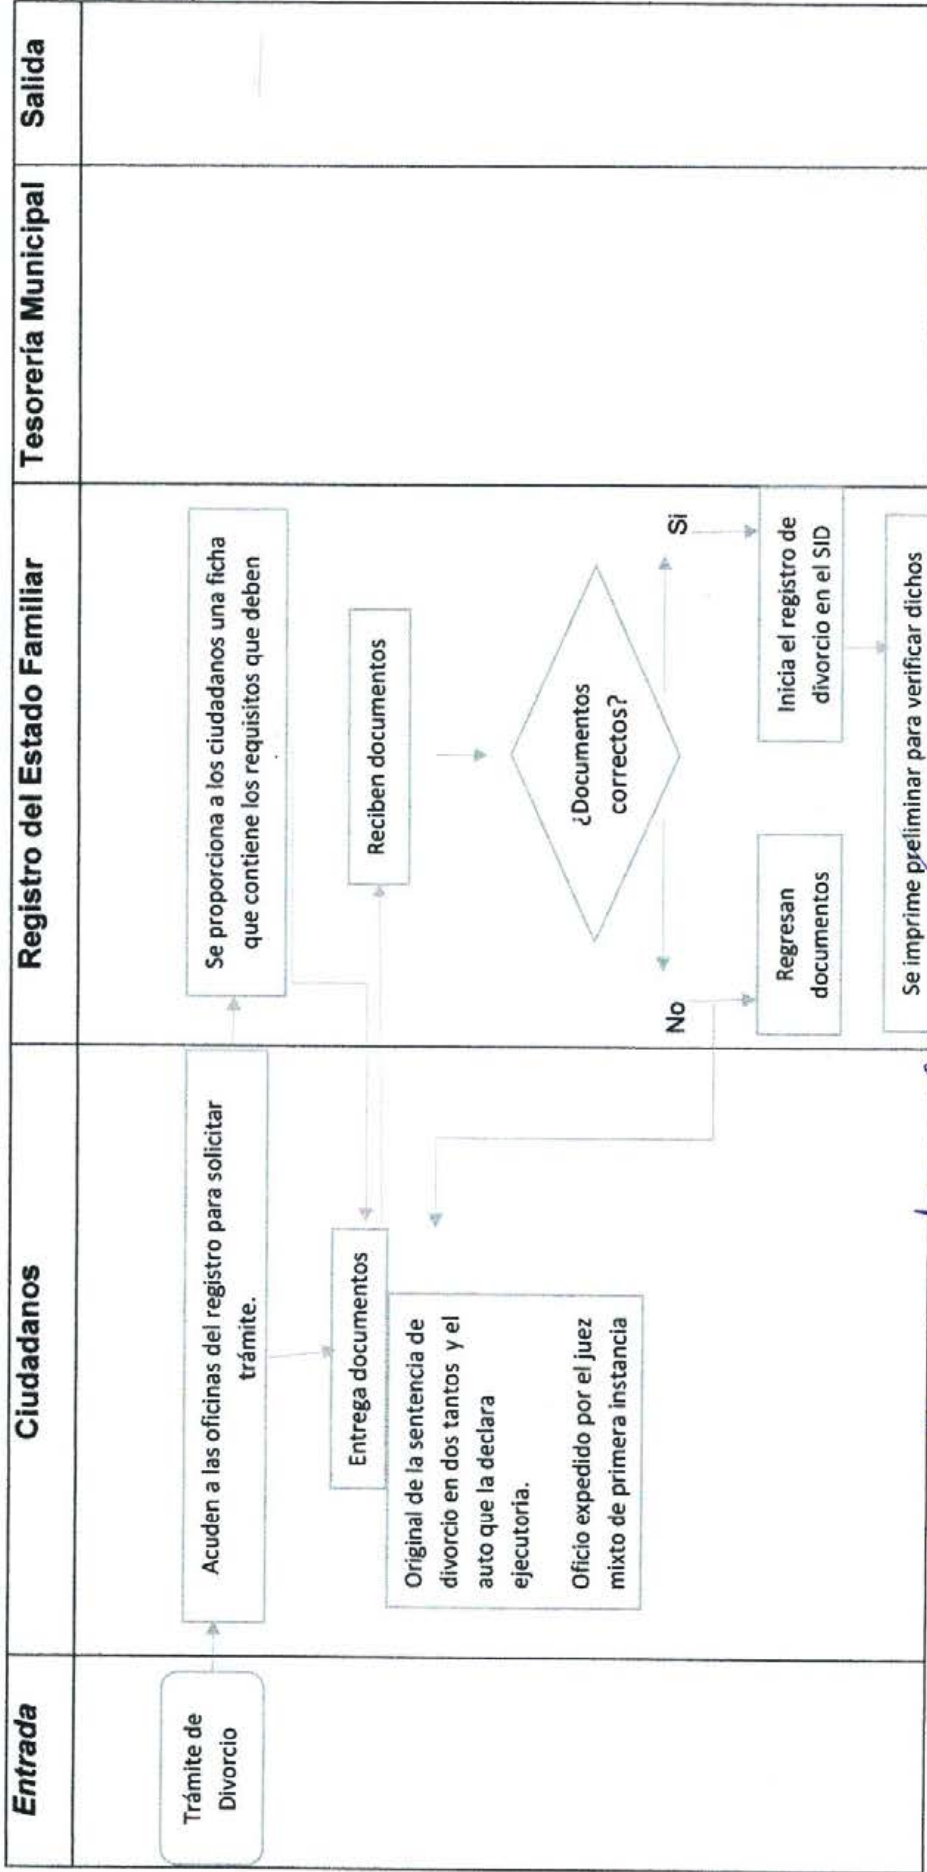 Entrada
Ciudadanos
Registro del Estado Familiar
Tesorería Municipal
Salida
Trámite de
Divorcio
Acuden a las oficinas del registro para solicitar
trámite.
Se proporciona a los ciudadanos una ficha
que contiene los requisitos que deben
Entrega documentos
Reciben documentos
Original de la sentencia de
divorcio en dos tantos y el
auto que la declara
ejecutoria.
Oficio expedido por el juez
mixto de primera instancia
¿Documentos
correctos?
No
Si
Regresan
documentos
Inicia el registro de
divorcio en el SID
Se imprime preliminar para verificar dichos